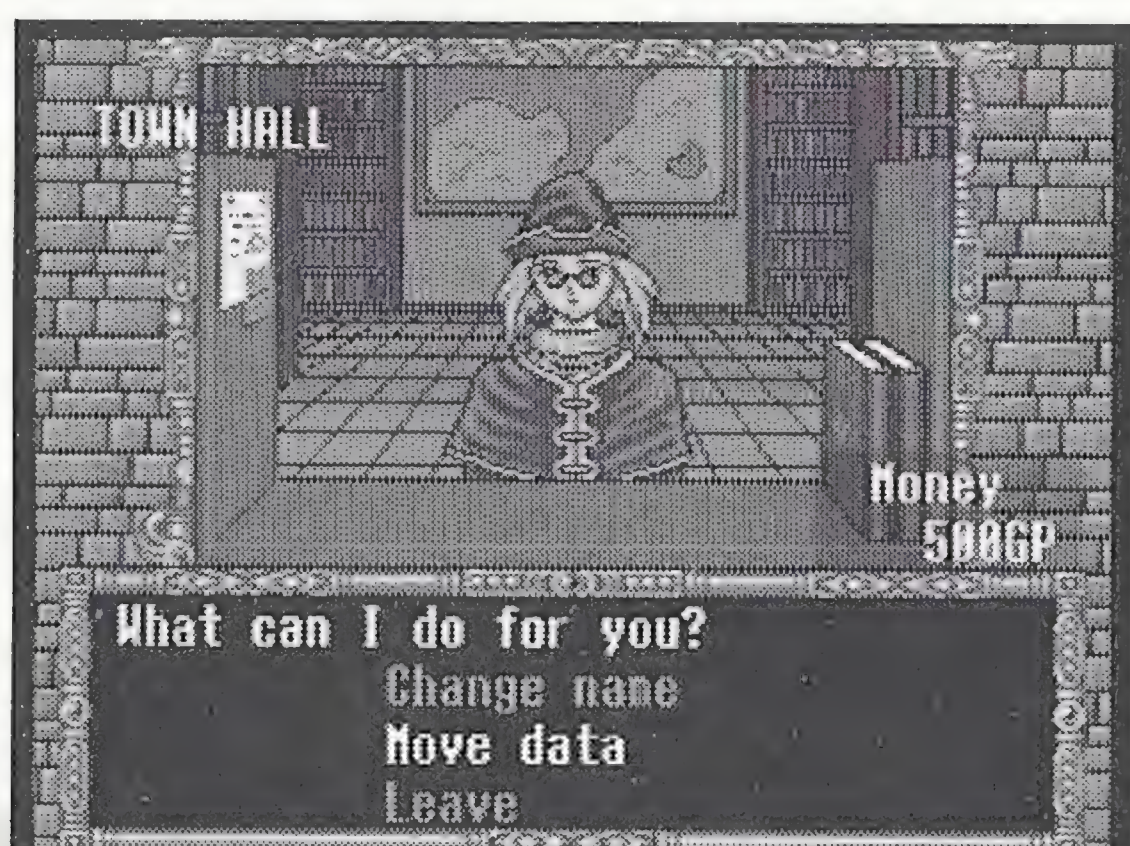 TOWN HALL
Money
500GP
What can I do for you?
Change name
Move data
Leave